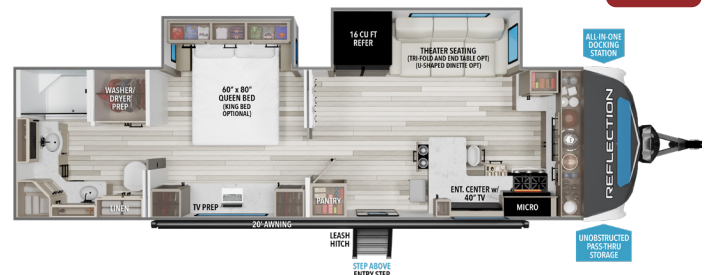 16 CU FT
REFER
THEATER SEATING
(TRI-FOLD AND END TABLE OPT)
(U-SHAPED DINETTE OPT)
ALL-IN-ONE
DOCKING
STATION
WASHER/
DRYER
PREP
60" x 80"
QUEEN BED
(KING BED
OPTIONAL)
REFLECTION
LINEN
TV PREP
PANTRY
ENT. CENTER w/
40" TV
MICRO
20' AWNING
LEASH
HITCH
UNOBSTRUCTED
PASS-THRU
STORAGE
STEP ABOVE
ENTRY STEP